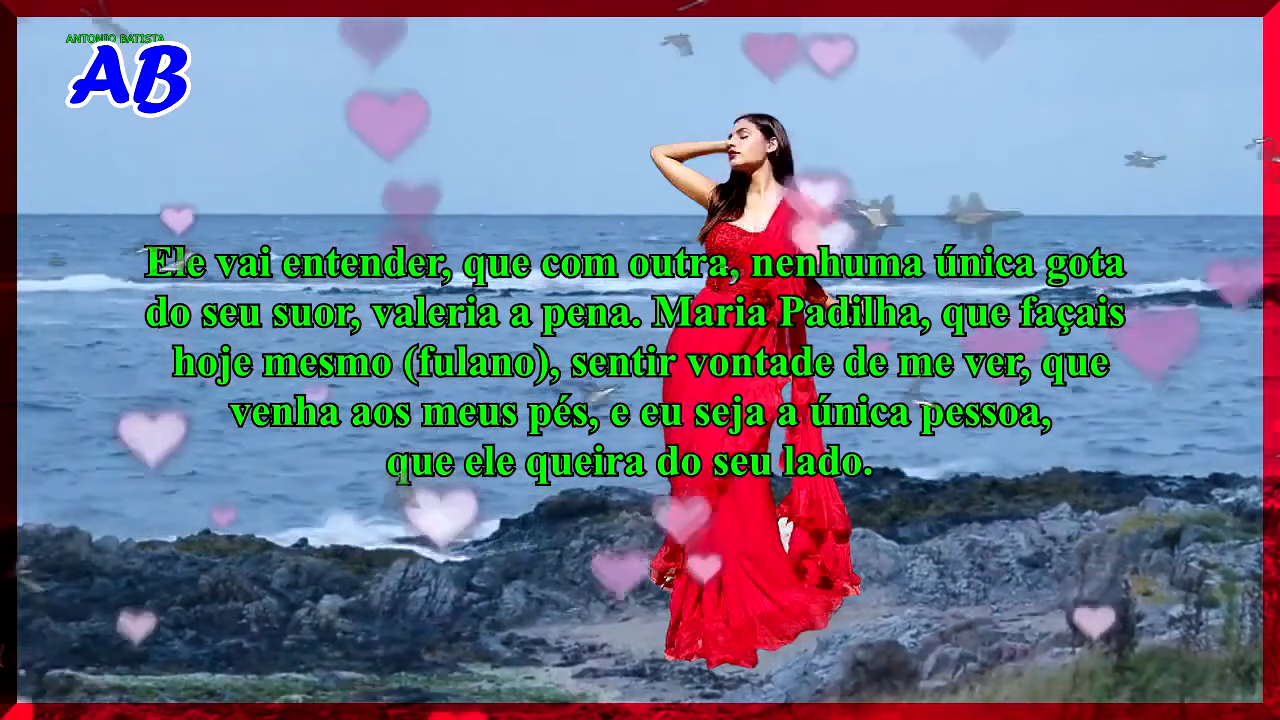 ANTONIO BATISTA
AB
Ele vai entender, que com outra, nenhuma única gota
do seu suor, valeria a pena. Maria Padilha, que façais
hoje mesmo (fulano), sentir vontade de me ver, que
venha aos meus pés, e eu seja a única pessoa,
que ele queira do seu lado.